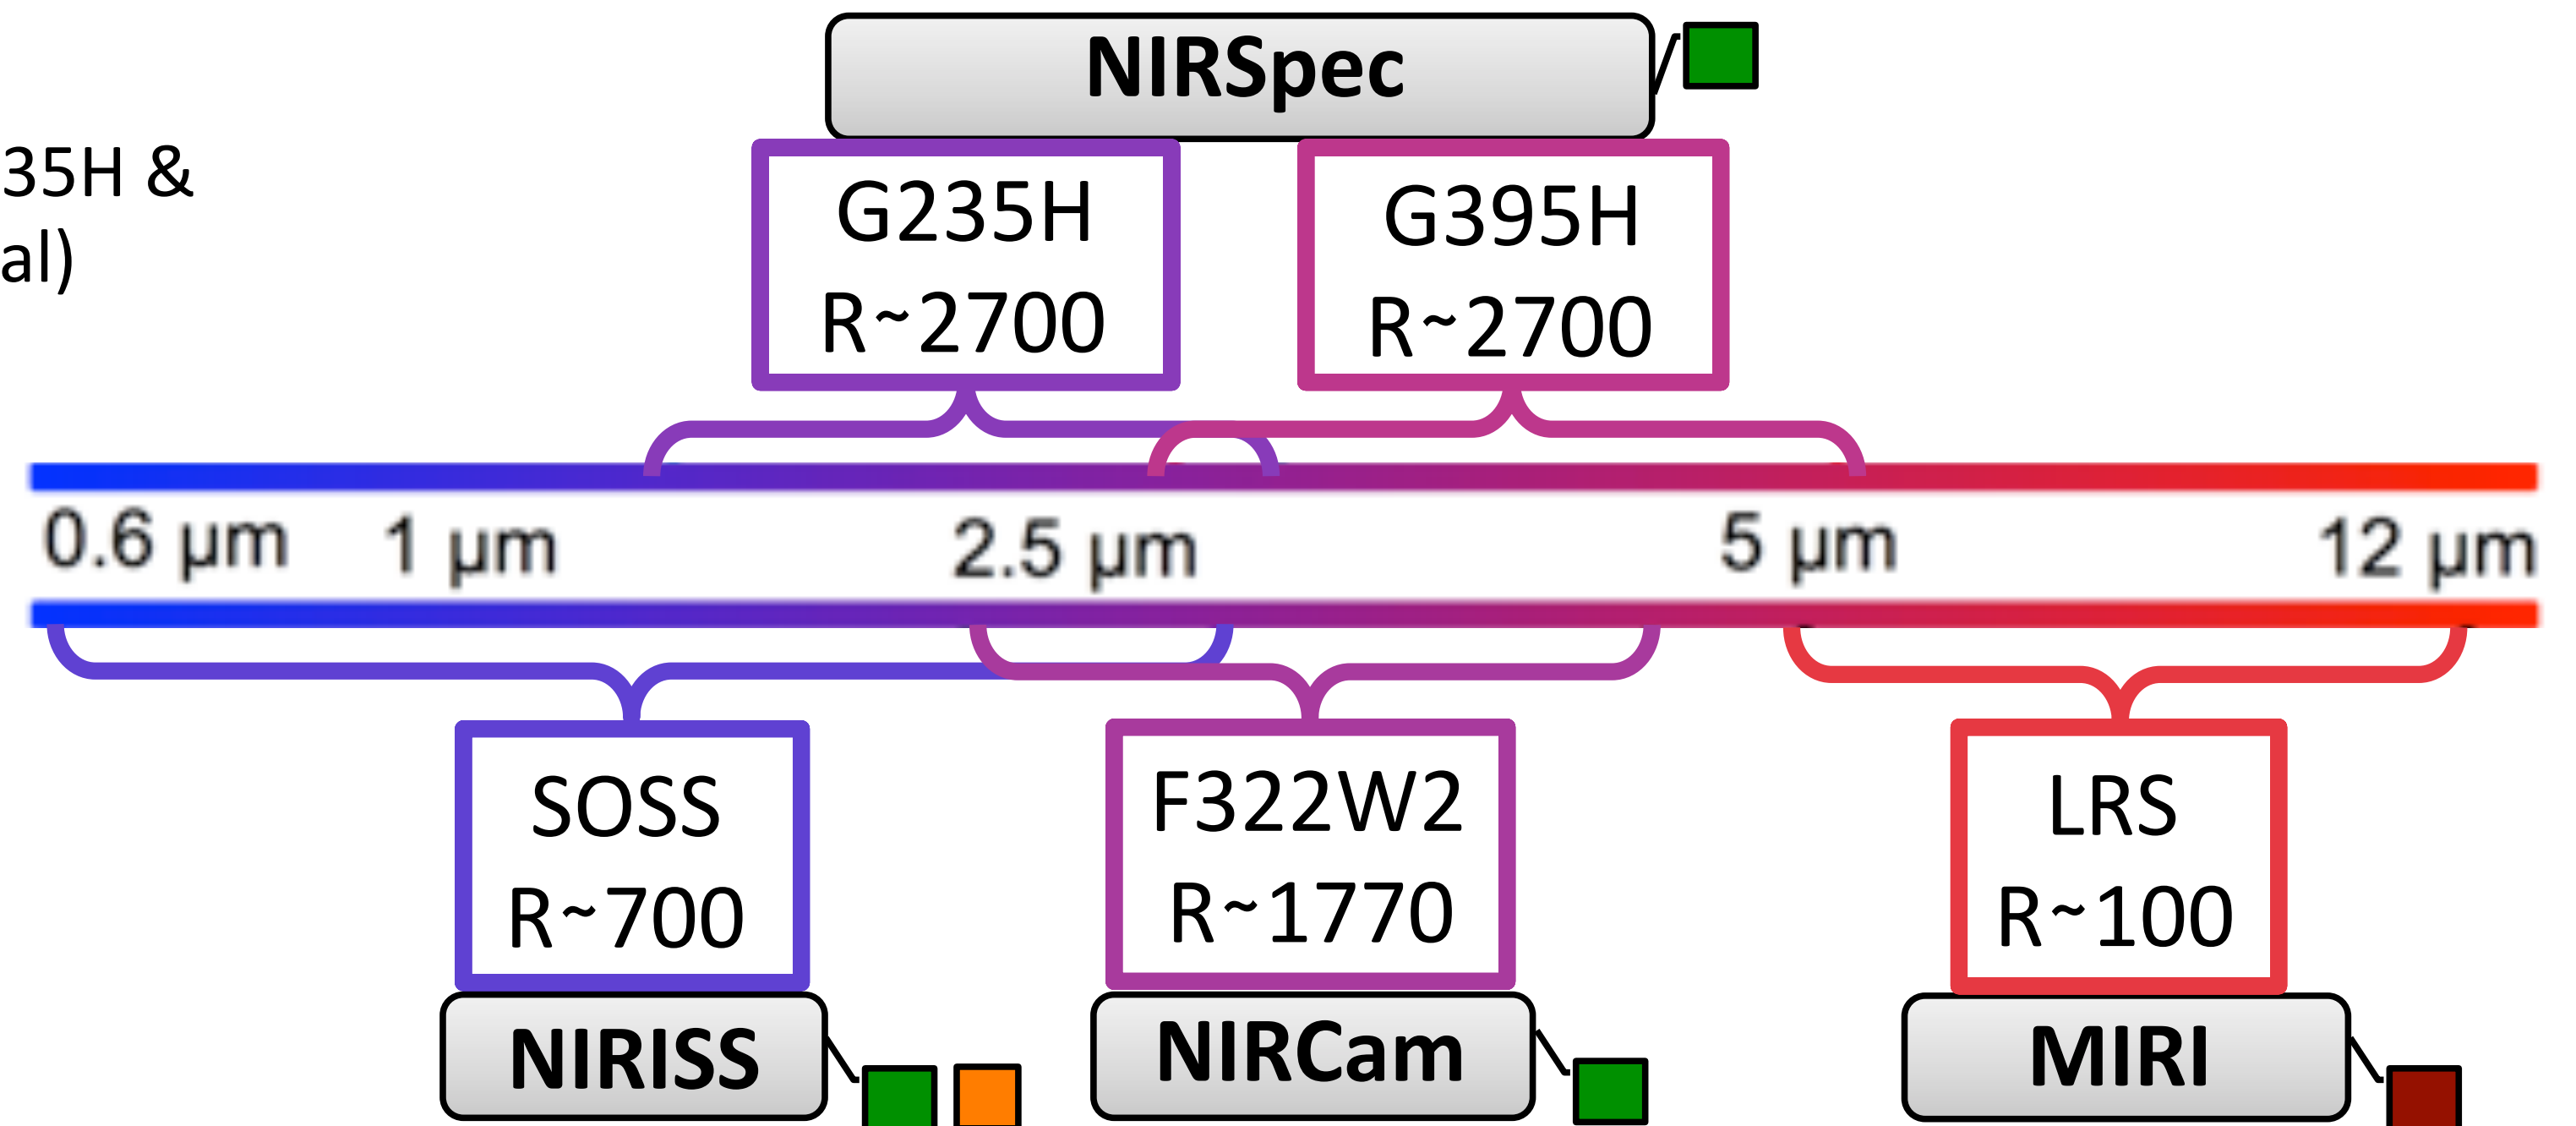 NIRSpec
35H &
al)
G235H
R~2700
G395H
R~2700
0.6 µm 1 µm 2.5 µm 5 µm 12 µm
SOSS
R~700
F322W2
R~1770
LRS
R~100
NIRISS
NIRCam
MIRI